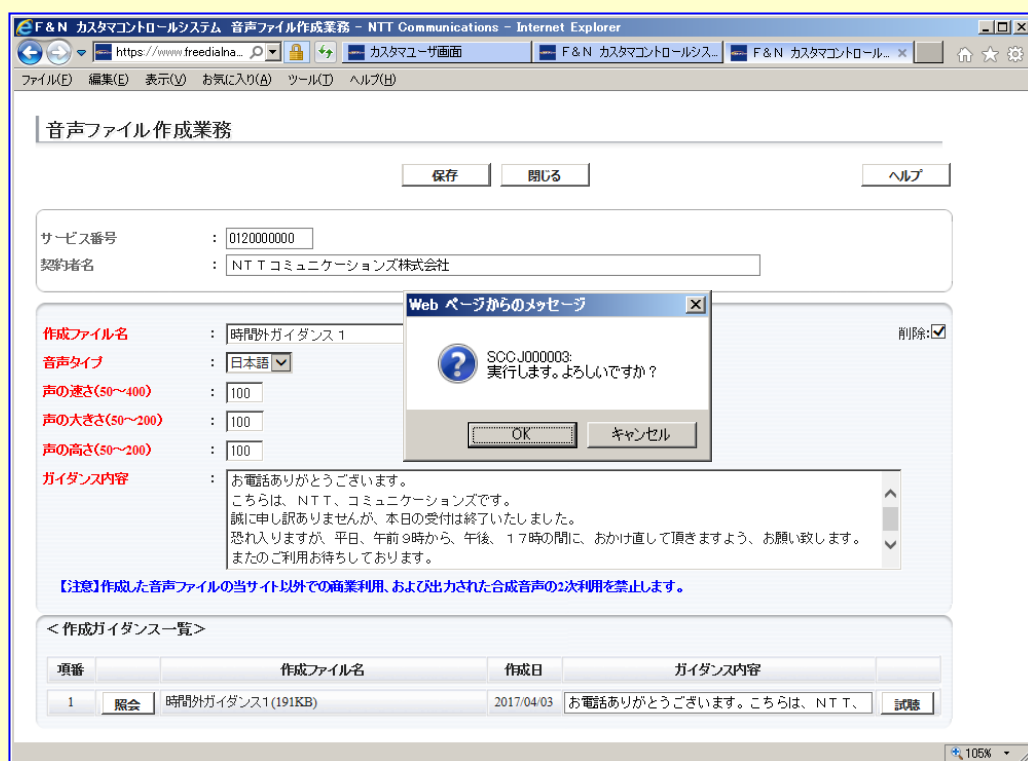 F&N カスタマコントロールシステム 音声ファイル作成業務 - NTT Communications - Internet Explorer
https://www.freedialna... カスタマユーザ画面 F&N カスタマコントロールシス... F&N カスタマコントロール... ×
ファイル(F) 編集(E) 表示(V) お気に入り(A) ツール(T) ヘルプ(H)
音声ファイル作成業務
保存 閉じる ヘルプ
サービス番号 : 0120000000
契約者名 : NTTコミュニケーションズ株式会社
Web ページからのメッセージ
SCCJ000003:
実行します。よろしいですか?
OK キャンセル
作成ファイル名 : 時間外ガイダンス1 削除:
音声タイプ : 日本語
声の速さ(50~400) : 100
声の大きさ(50~200) : 100
声の高さ(50~200) : 100
ガイダンス内容 : お電話ありがとうございます。
こちらは、NTT、コミュニケーションズです。
誠に申し訳ありませんが、本日の受付は終了いたしました。
恐れ入りますが、平日、午前9時から、午後、17時の間に、おかけ直して頂きますよう、お願い致します。
またのご利用お待ちしております。
【注意】作成した音声ファイルの当サイト以外での商業利用、および出力された合成音声の2次利用を禁止します。
<作成ガイダンス一覧>
項番 作成ファイル名 作成日 ガイダンス内容
1 照会 時間外ガイダンス1(191KB) 2017/04/03 お電話ありがとうございます。こちらは、NTT、 試聴
105%